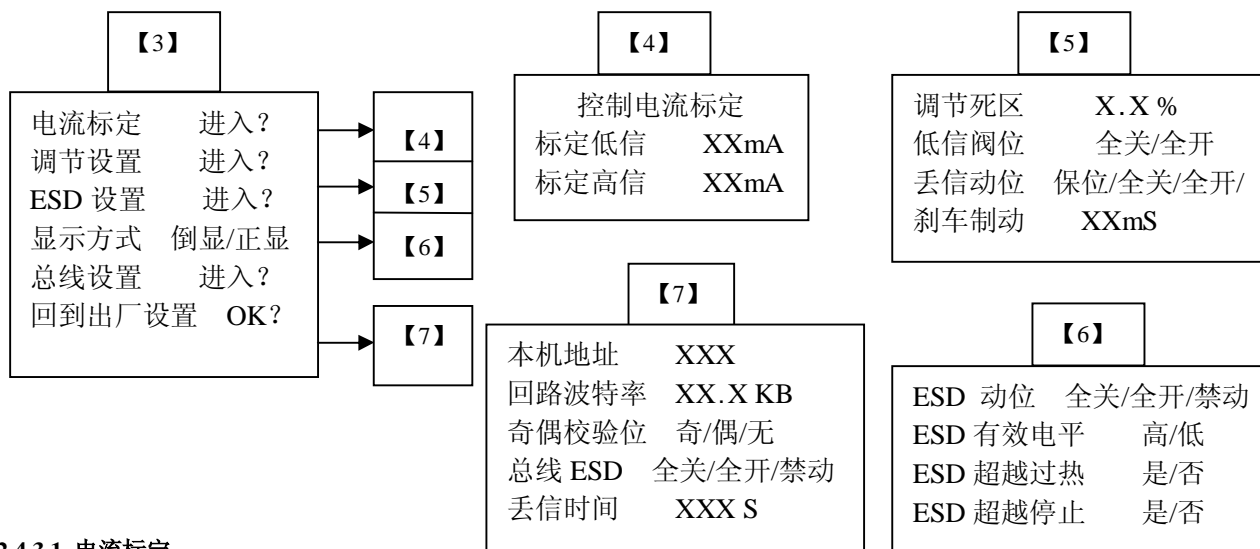 【3】
电流标定 进入？
调节设置 进入？
ESD 设置 进入？
显示方式 倒显/正显
总线设置 进入？
回到出厂设置 OK？
【4】
【5】
【6】
【7】
【4】
控制电流标定
标定低信 XXmA
标定高信 XXmA
【5】
调节死区 X.X %
低信阀位 全关/全开
丢信动位 保位/全关/全开/
刹车制动 XXmS
【7】
本机地址 XXX
回路波特率 XX.X KB
奇偶校验位 奇/偶/无
总线 ESD 全关/全开/禁动
丢信时间 XXX S
【6】
ESD 动位 全关/全开/禁动
ESD 有效电平 高/低
ESD 超越过热 是/否
ESD 超越停止 是/否
2.4.3.1 电流标定